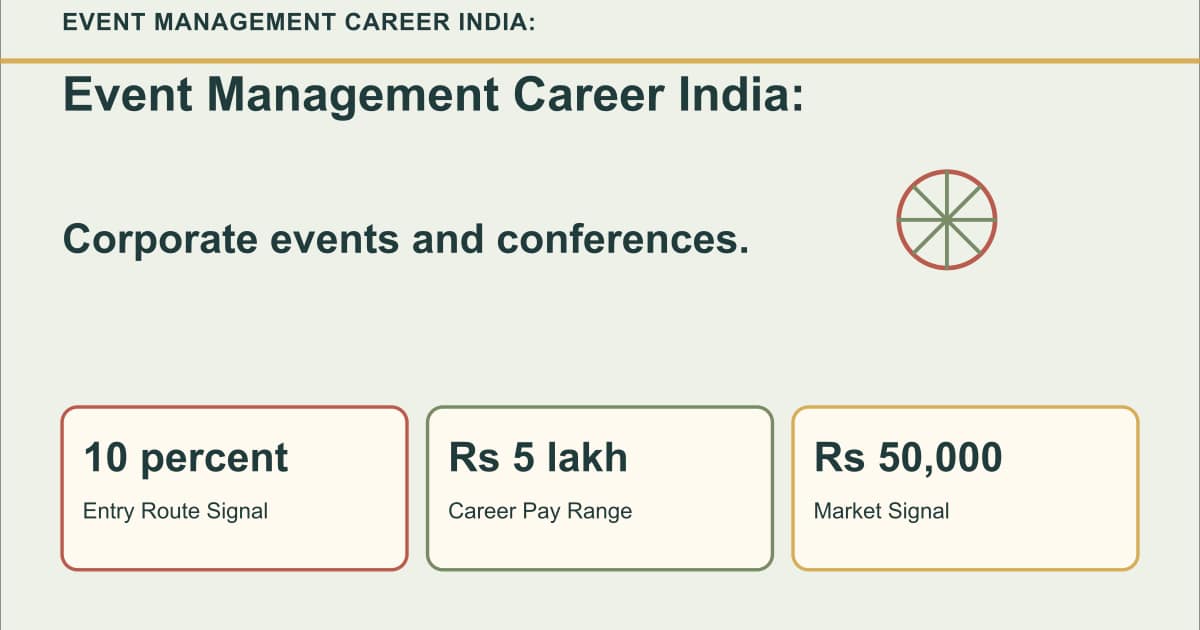 EVENT MANAGEMENT CAREER INDIA:
Event Management Career India:
Corporate events and conferences.
10 percent
Entry Route Signal
Rs 5 lakh
Career Pay Range
Rs 50,000
Market Signal